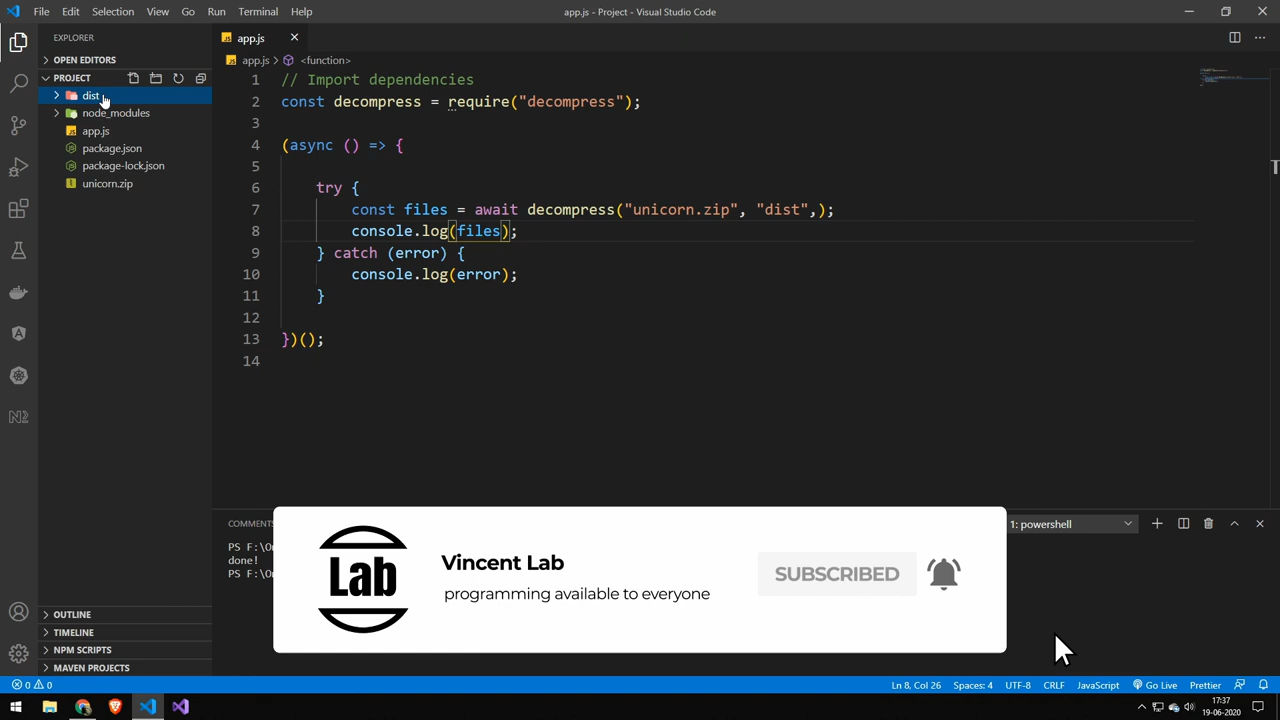 File Edit Selection View Go Run Terminal Help
app.js - Project - Visual Studio Code
EXPLORER
OPEN EDITORS
PROJECT
dist
node_modules
app.js
package.json
package-lock.json
unicorn.zip
OUTLINE
TIMELINE
NPM SCRIPTS
MAVEN PROJECTS
JS app.js
JS app.js > <function>
1 // Import dependencies
2 const decompress = require("decompress");
3
4 (async () => {
5
6 try {
7 const files = await decompress("unicorn.zip", "dist",);
8 console.log(files);
9 } catch (error) {
10 console.log(error);
11 }
12
13 })();
14
COMMENTS
1: powershell
PS F:\On
done!
PS F:\On
Lab
Vincent Lab
programming available to everyone
SUBSCRIBED
0 0
Ln 8, Col 26 Spaces: 4 UTF-8 CRLF JavaScript Go Live Prettier
17:37
19-06-2020